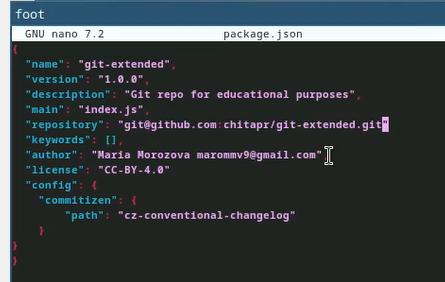 foot
GNU nano 7.2 package.json
{
"name": "git-extended",
"version": "1.0.0",
"description": "Git repo for educational purposes",
"main": "index.js",
"repository": "git@github.com:chitapr/git-extended.git"
"keywords": [],
"author": "Maria Morozova marommv9@gmail.com",
"license": "CC-BY-4.0"
"config": {
"commitizen": {
"path": "cz-conventional-changelog"
}
}
}